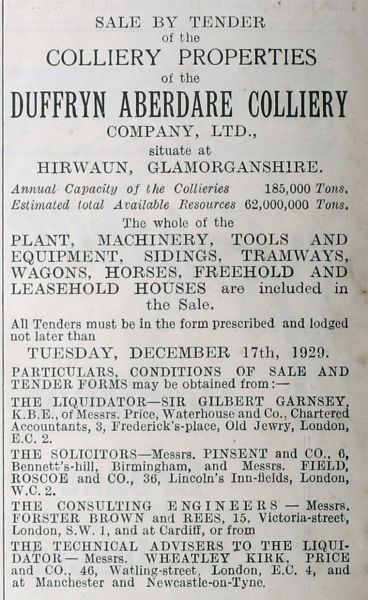 SALE BY TENDER
of the
COLLIERY PROPERTIES
of the
DUFFRYN ABERDARE COLLIERY
COMPANY, LTD.,
situate at
HIRWAUN, GLAMORGANSHIRE.
Annual Capacity of the Collieries 185,000 Tons.
Estimated total Available Resources 62,000,000 Tons.
The whole of the
PLANT, MACHINERY, TOOLS AND
EQUIPMENT, SIDINGS, TRAMWAYS,
WAGONS, HORSES, FREEHOLD AND
LEASEHOLD HOUSES are included in
the Sale.
All Tenders must be in the form prescribed and lodged
not later than
TUESDAY, DECEMBER 17th, 1929.
PARTICULARS, CONDITIONS OF SALE AND
TENDER FORMS may be obtained from:—
THE LIQUIDATOR—SIR GILBERT GARNSEY,
K.B.E., of Messrs. Price, Waterhouse and Co., Chartered
Accountants, 3, Frederick's-place, Old Jewry, London,
E.C. 2.
THE SOLICITORS—Messrs. PINSENT and CO., 6,
Bennett's-hill, Birmingham, and Messrs. FIELD,
ROSCOE and CO., 36, Lincoln's Inn-fields, London,
W.C. 2.
THE CONSULTING ENGINEERS — Messrs.
FORSTER BROWN and REES, 15, Victoria-street,
London, S.W. 1, and at Cardiff, or from
THE TECHNICAL ADVISERS TO THE LIQUI-
DATOR—Messrs. WHEATLEY KIRK, PRICE
and CO., 46, Watling-street, London, E.C. 4, and
at Manchester and Newcastle-on-Tyne.